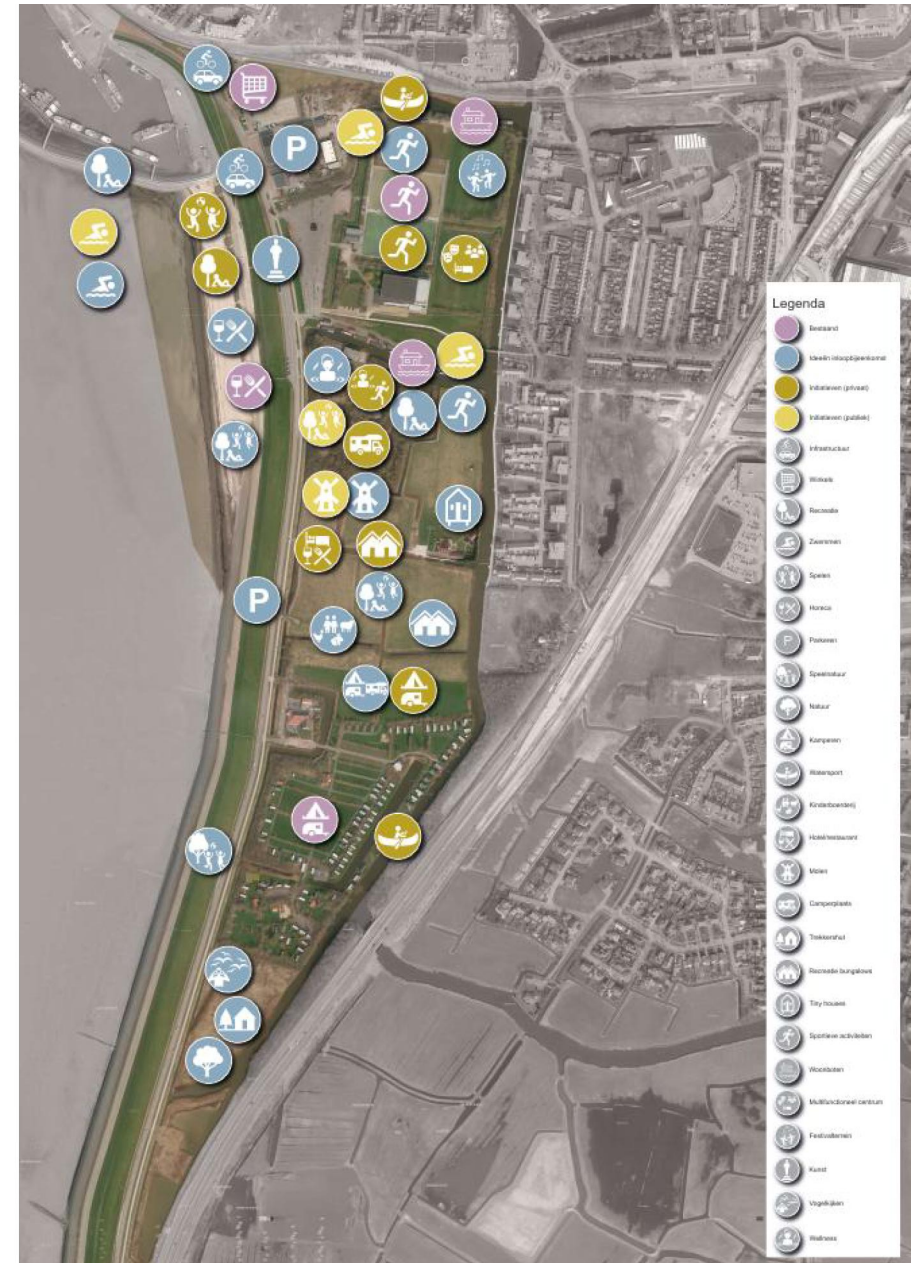 P
P
Legenda
Bestaand
Ideeën inloopbijeenkomst
Initiatieven (privaat)
Initiatieven (publiek)
Infrastructuur
Winkels
Recreatie
Zwemmen
Spelen
Horeca
P
Parkeren
Speelnatuur
Natuur
Kamperen
Watersport
Kinderboerderij
Hotel/restaurant
Molen
Camperplaats
Trekkershut
Recreatie bungalows
Tiny houses
Sportieve activiteiten
Woonboten
Multifunctioneel centrum
Festivalterrein
Kunst
Vogelkijken
Wellness